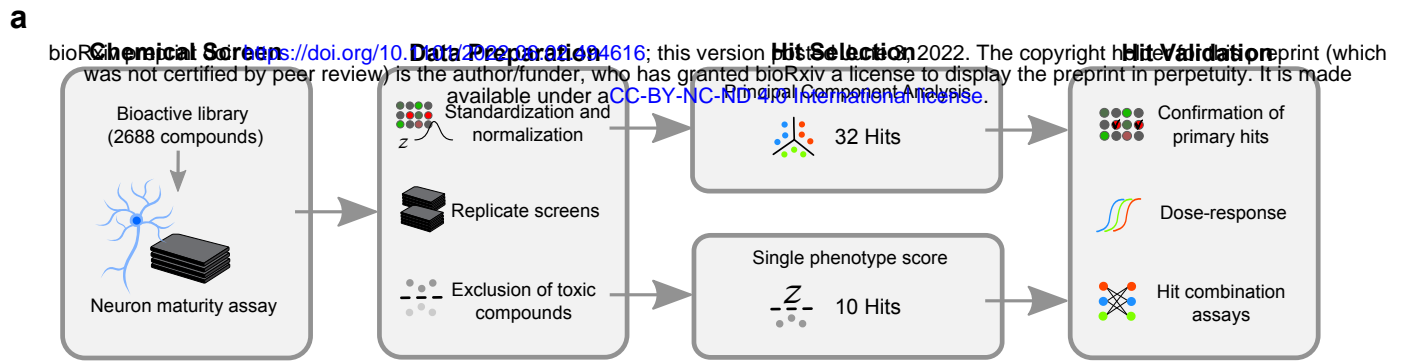 a
Chemical Screen
Data Preparation
Hit Selection
Hit Validation
bioRxiv preprint doi: https://doi.org/10.1101/2022.06.02.494616; this version posted June 3, 2022. The copyright holder for this preprint (which
was not certified by peer review) is the author/funder, who has granted bioRxiv a license to display the preprint in perpetuity. It is made
available under aCC-BY-NC-ND 4.0 International license.
Bioactive library
(2688 compounds)
Neuron maturity assay
Standardization and
normalization
z
Replicate screens
Exclusion of toxic
compounds
Principal Component Analysis
32 Hits
Single phenotype score
z
10 Hits
Confirmation of
primary hits
Dose-response
Hit combination
assays